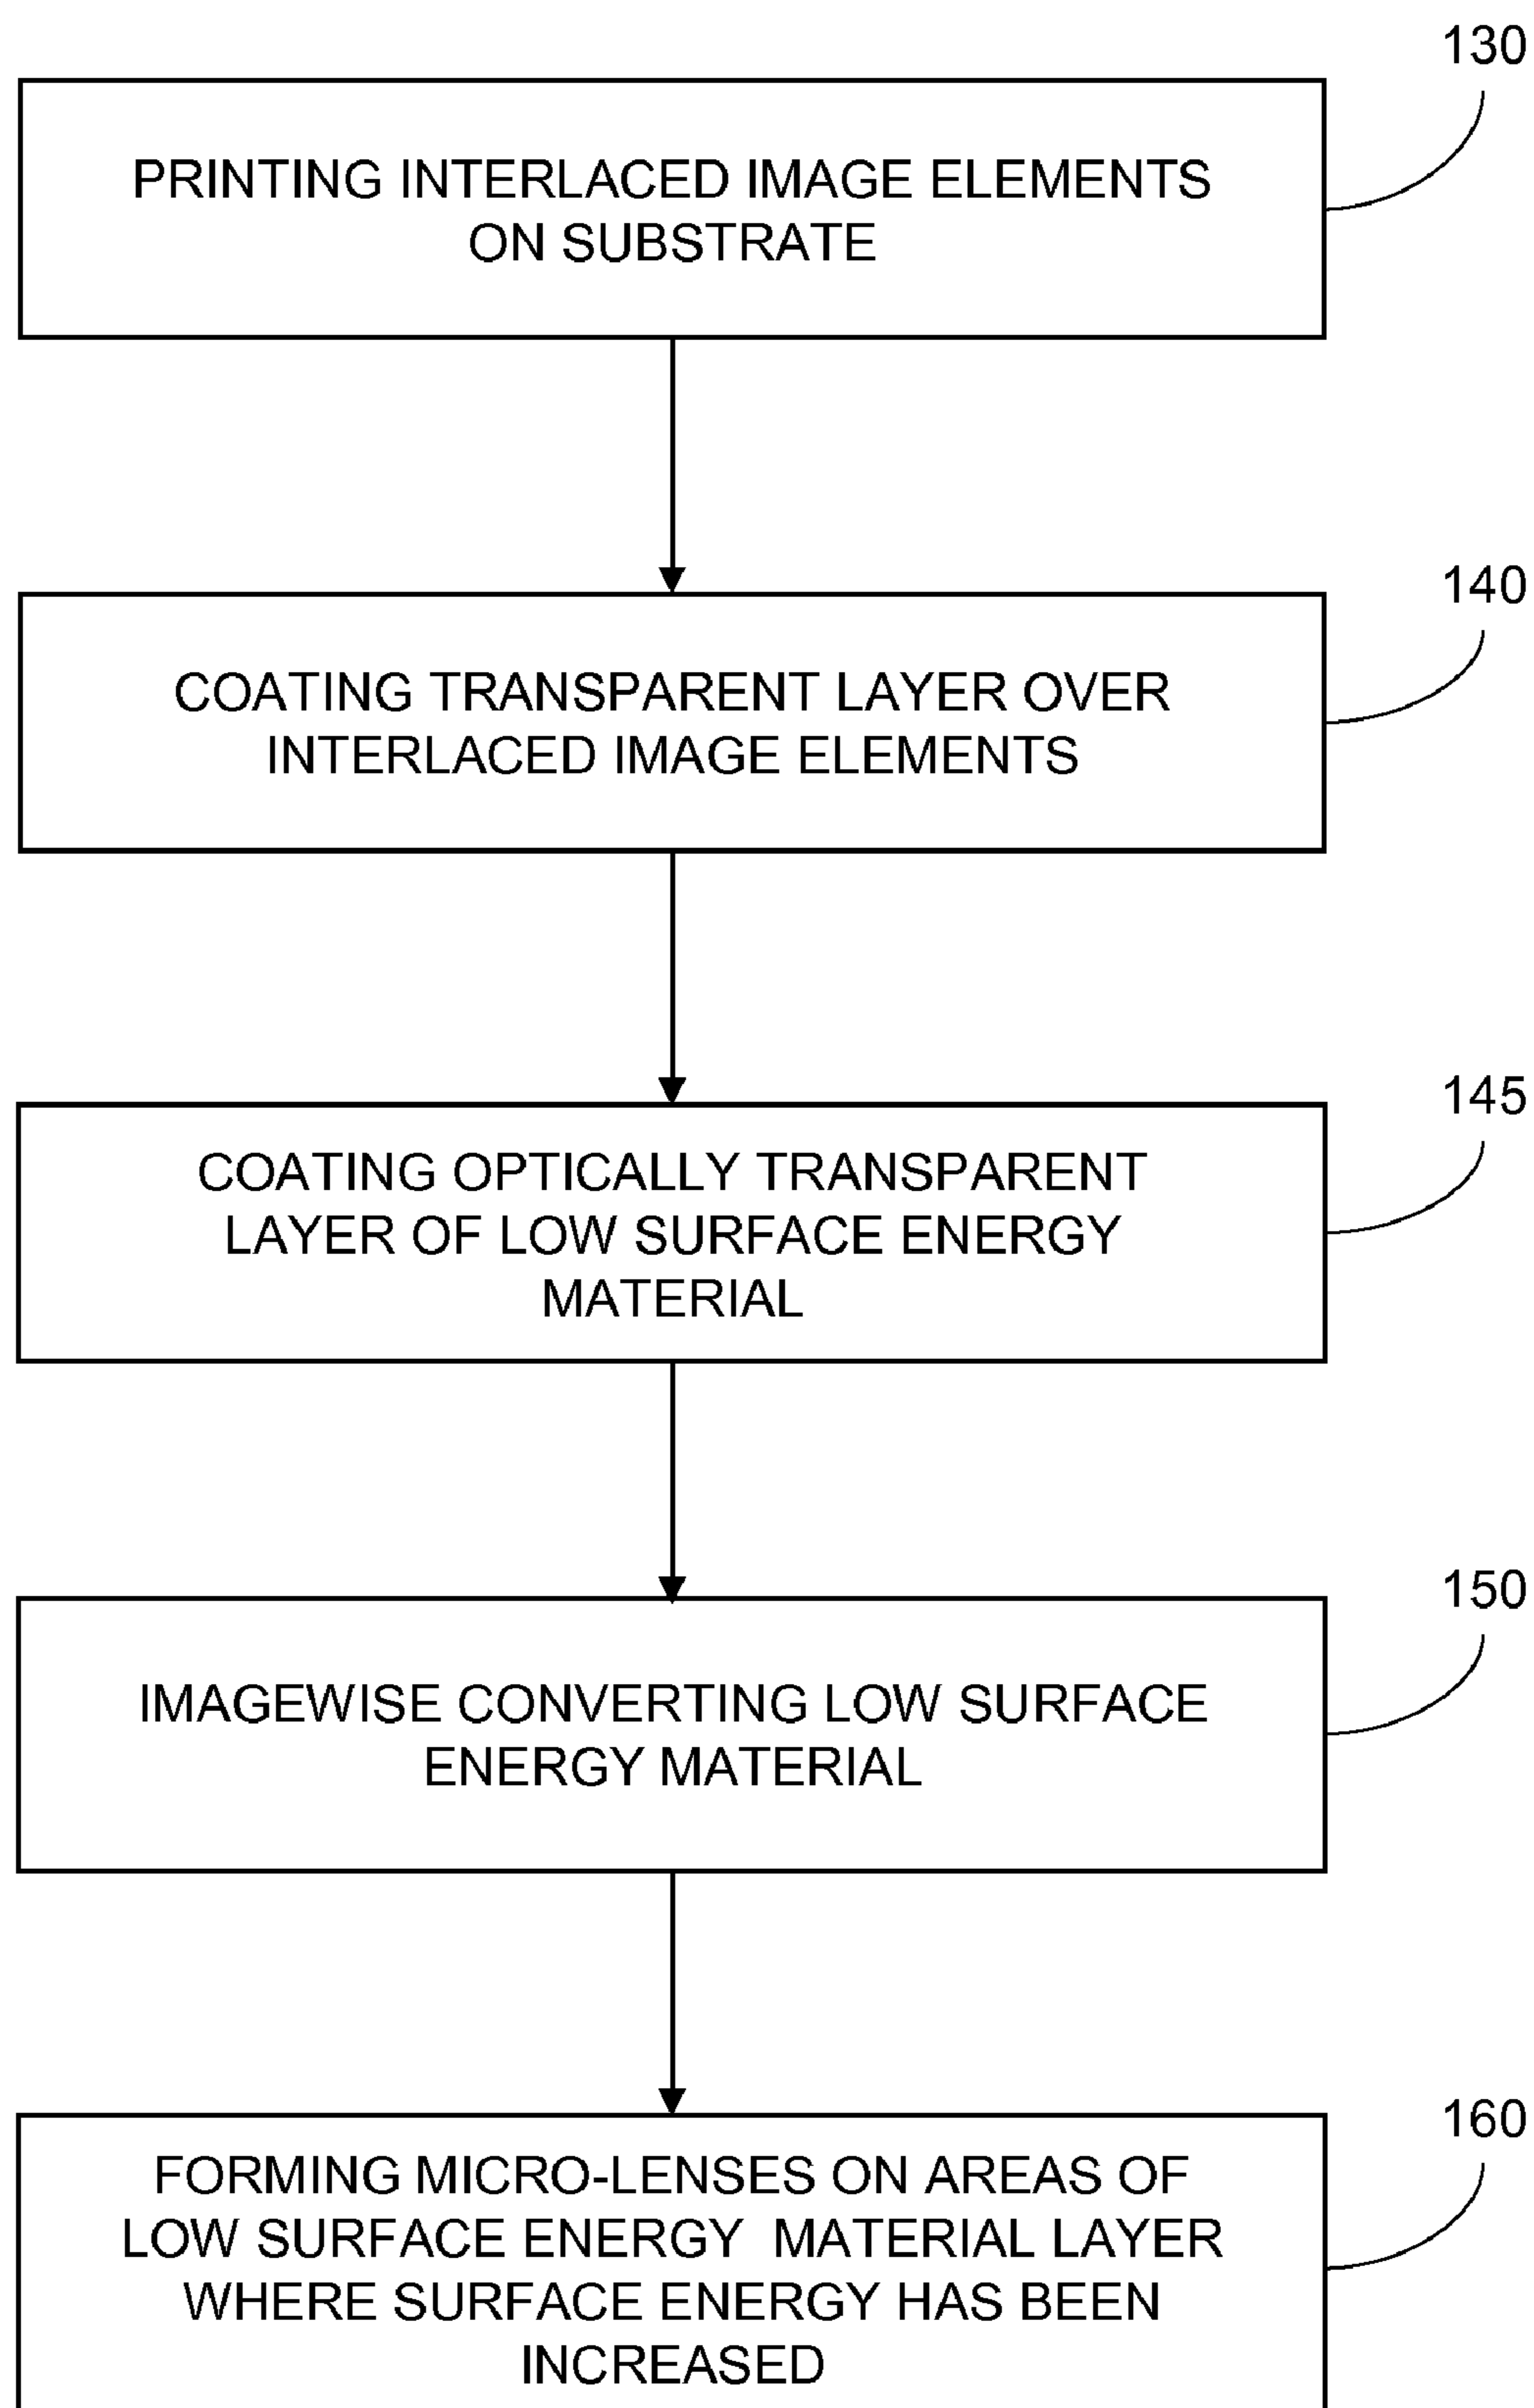 130
PRINTING INTERLACED IMAGE ELEMENTS
ON SUBSTRATE
140
COATING TRANSPARENT LAYER OVER
INTERLACED IMAGE ELEMENTS
145
COATING OPTICALLY TRANSPARENT
LAYER OF LOW SURFACE ENERGY
MATERIAL
150
IMAGEWISE CONVERTING LOW SURFACE
ENERGY MATERIAL
160
FORMING MICRO-LENSES ON AREAS OF
LOW SURFACE ENERGY MATERIAL LAYER
WHERE SURFACE ENERGY HAS BEEN
INCREASED